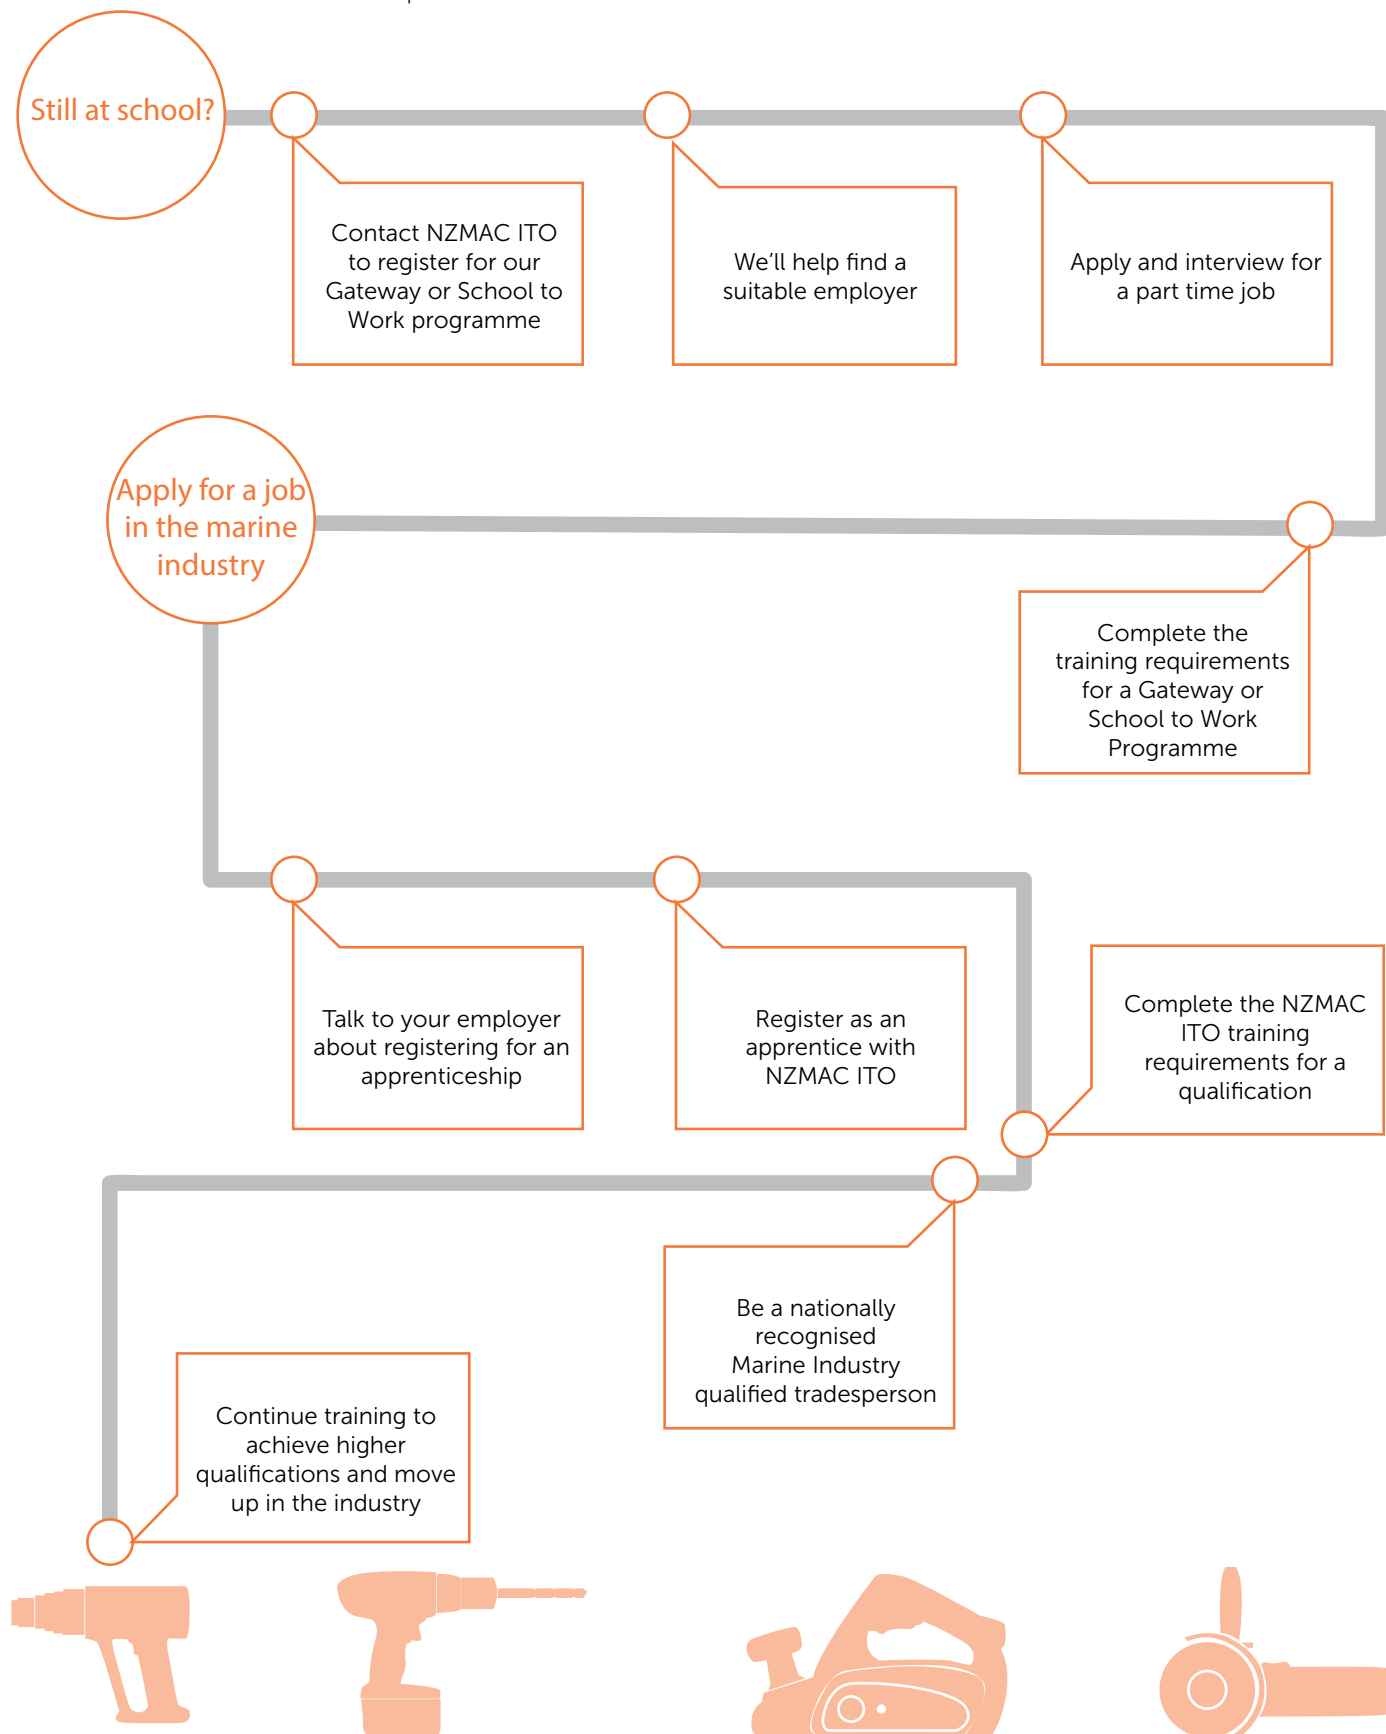 Still at school?
Contact NZMAC ITO
to register for our
Gateway or School to
Work programme
We'll help find a
suitable employer
Apply and interview for
a part time job
Apply for a job
in the marine
industry
Complete the
training requirements
for a Gateway or
School to Work
Programme
Talk to your employer
about registering for an
apprenticeship
Register as an
apprentice with
NZMAC ITO
Complete the NZMAC
ITO training
requirements for a
qualification
Be a nationally
recognised
Marine Industry
qualified tradesperson
Continue training to
achieve higher
qualifications and move
up in the industry